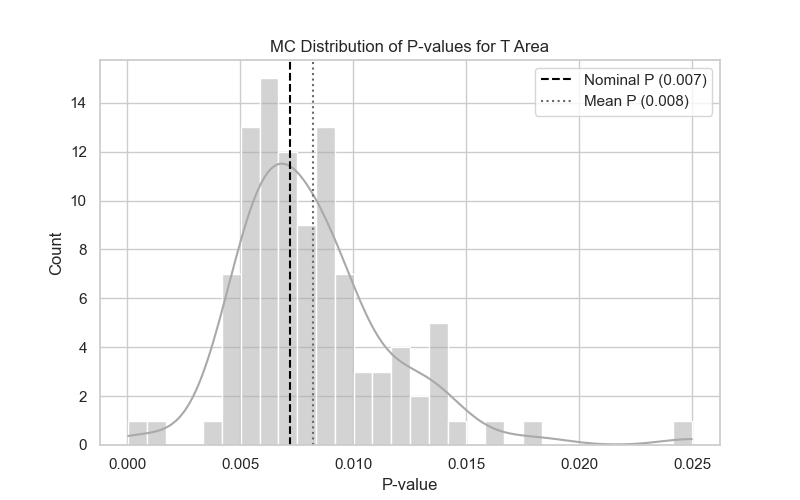 MC Distribution of P-values for T Area
Nominal P (0.007)
Mean P (0.008)
Count
14
12
10
8
6
4
2
0
0.000 0.005 0.010 0.015 0.020 0.025
P-value